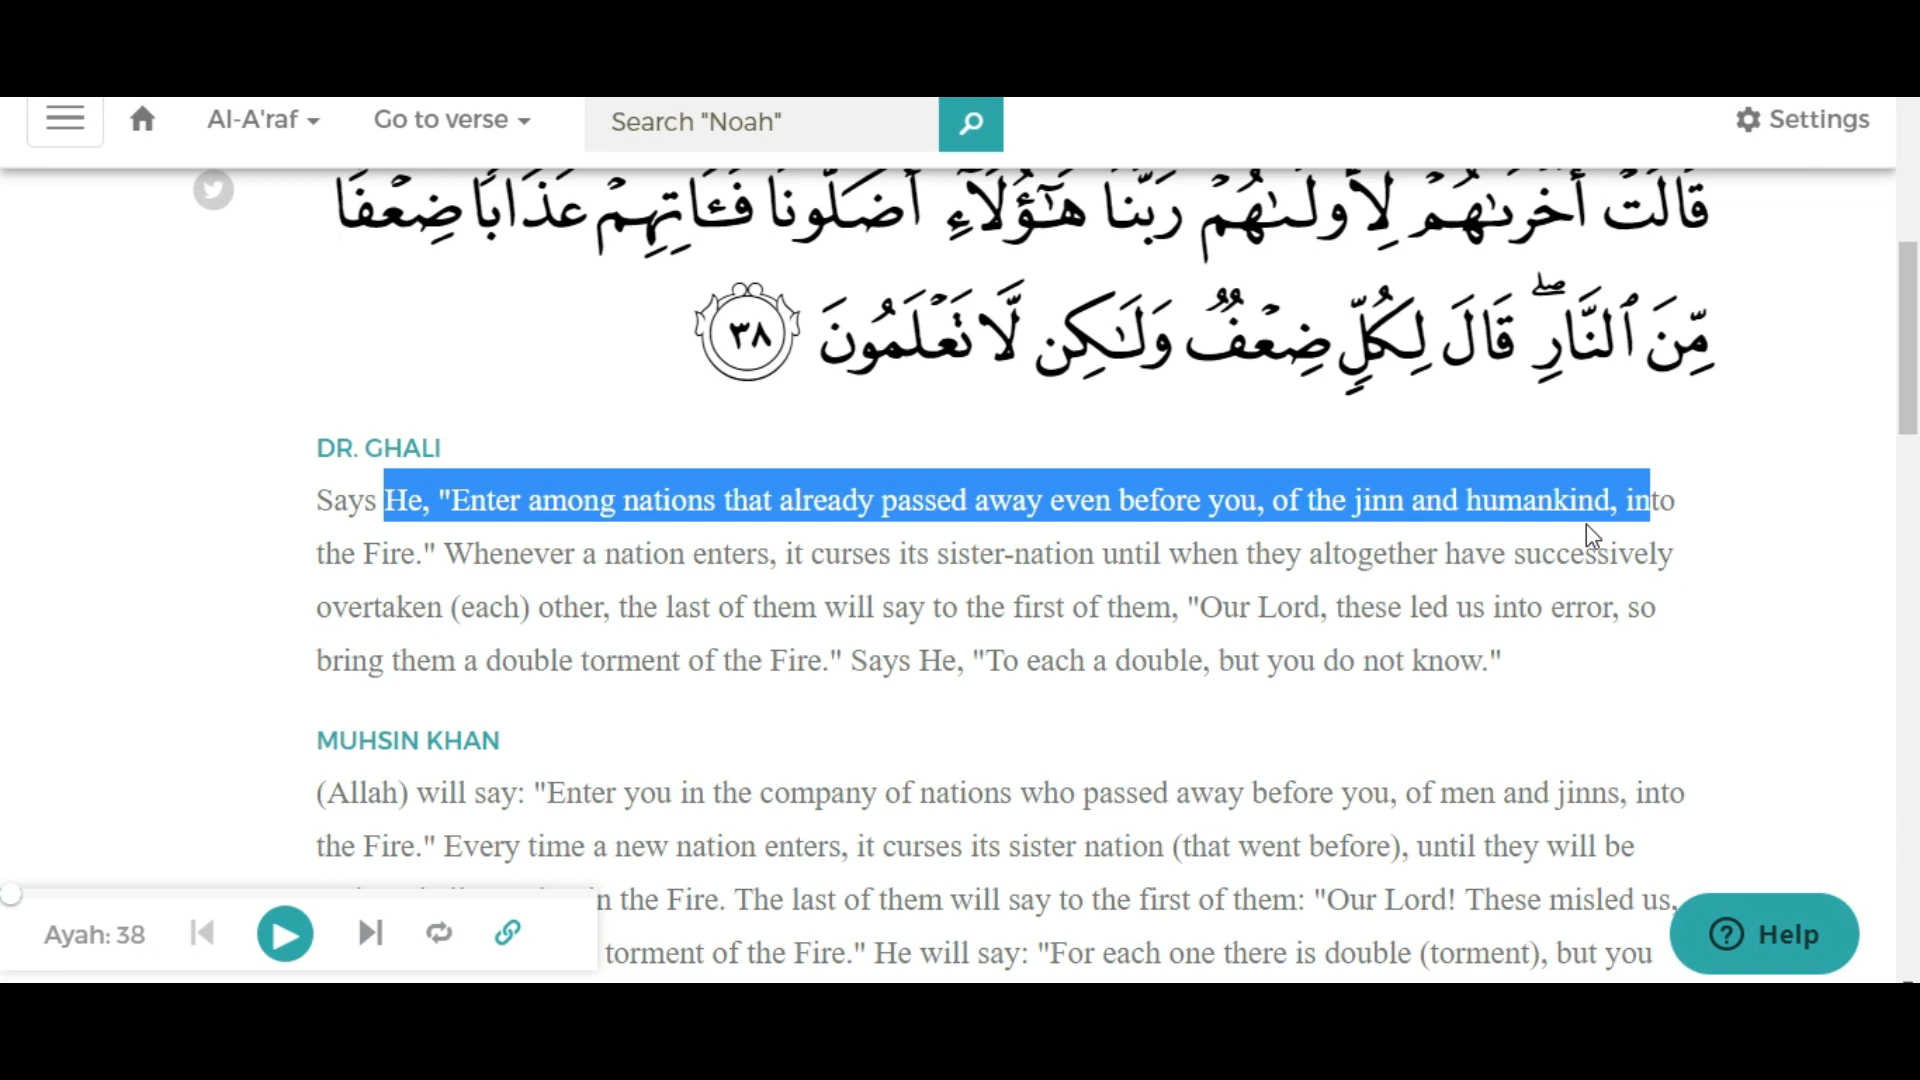 Al-A'raf
Go to verse
Search "Noah"
Settings
قَالَتْ أُخْرَىٰهُمْ لِأُولَىٰهُمْ رَبَّنَا هَٰٓؤُلَآءِ أَضَلُّونَا فَـَٔاتِهِمْ عَذَابًا ضِعْفًا
مِّنَ ٱلنَّارِ ۖ قَالَ لِكُلٍّ ضِعْفٌ وَلَٰكِن لَّا تَعْلَمُونَ ٣٨
DR. GHALI
Says He, "Enter among nations that already passed away even before you, of the jinn and humankind, into
the Fire." Whenever a nation enters, it curses its sister-nation until when they altogether have successively
overtaken (each) other, the last of them will say to the first of them, "Our Lord, these led us into error, so
bring them a double torment of the Fire." Says He, "To each a double, but you do not know."
MUHSIN KHAN
(Allah) will say: "Enter you in the company of nations who passed away before you, of men and jinns, into
the Fire." Every time a new nation enters, it curses its sister nation (that went before), until they will be
in the Fire. The last of them will say to the first of them: "Our Lord! These misled us,
torment of the Fire." He will say: "For each one there is double (torment), but you
Ayah: 38
Help